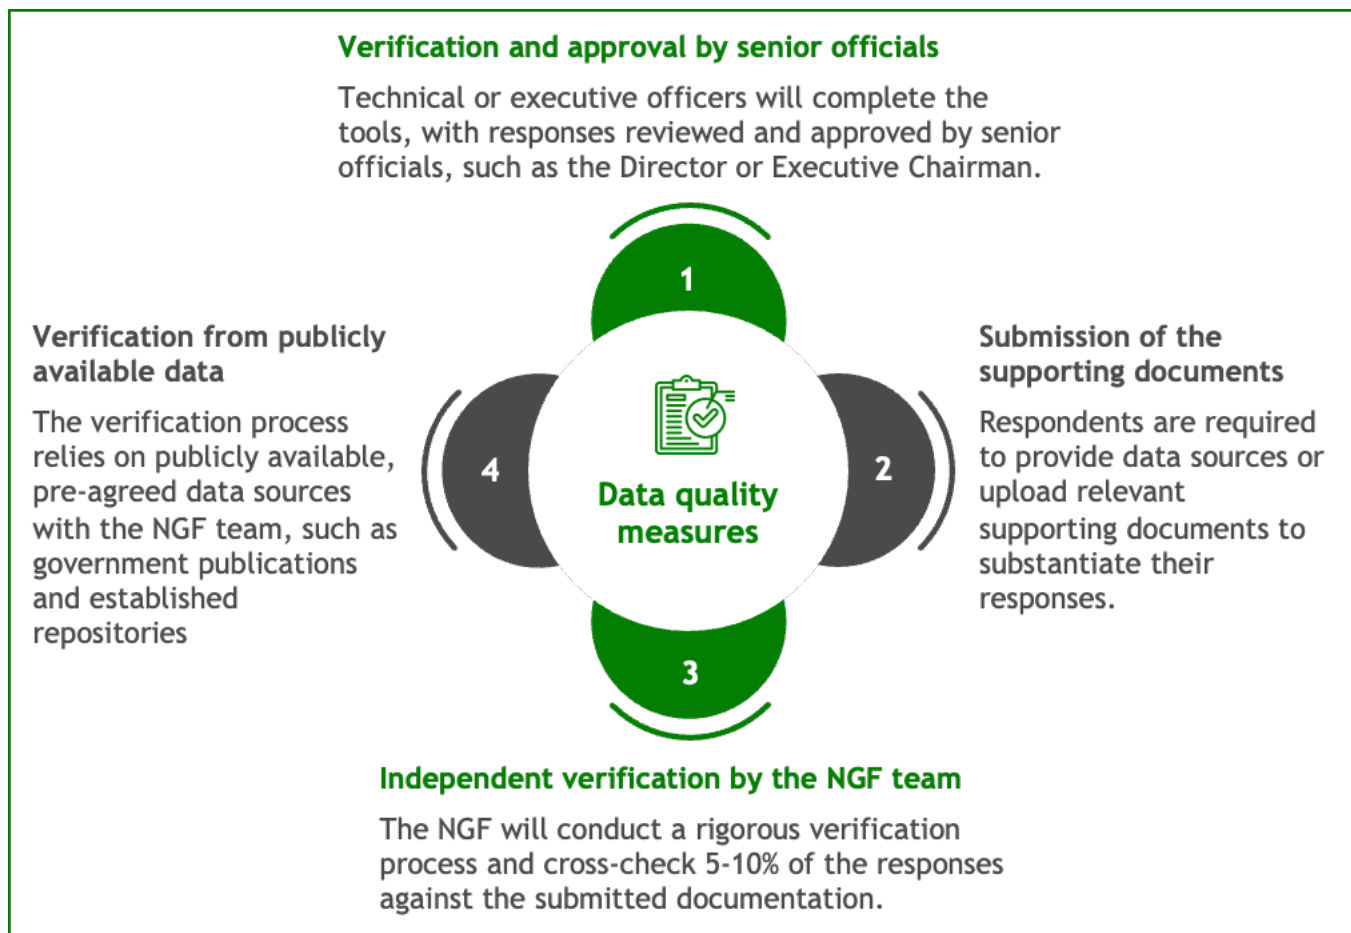 Verification and approval by senior officials
Technical or executive officers will complete the
tools, with responses reviewed and approved by senior
officials, such as the Director or Executive Chairman.
1
Submission of the
supporting documents
Respondents are required
to provide data sources or
upload relevant
supporting documents to
substantiate their
responses.
2
Data quality
measures
3
Independent verification by the NGF team
The NGF will conduct a rigorous verification
process and cross-check 5-10% of the responses
against the submitted documentation.
4
Verification from publicly
available data
The verification process
relies on publicly available,
pre-agreed data sources
with the NGF team, such as
government publications
and established
repositories